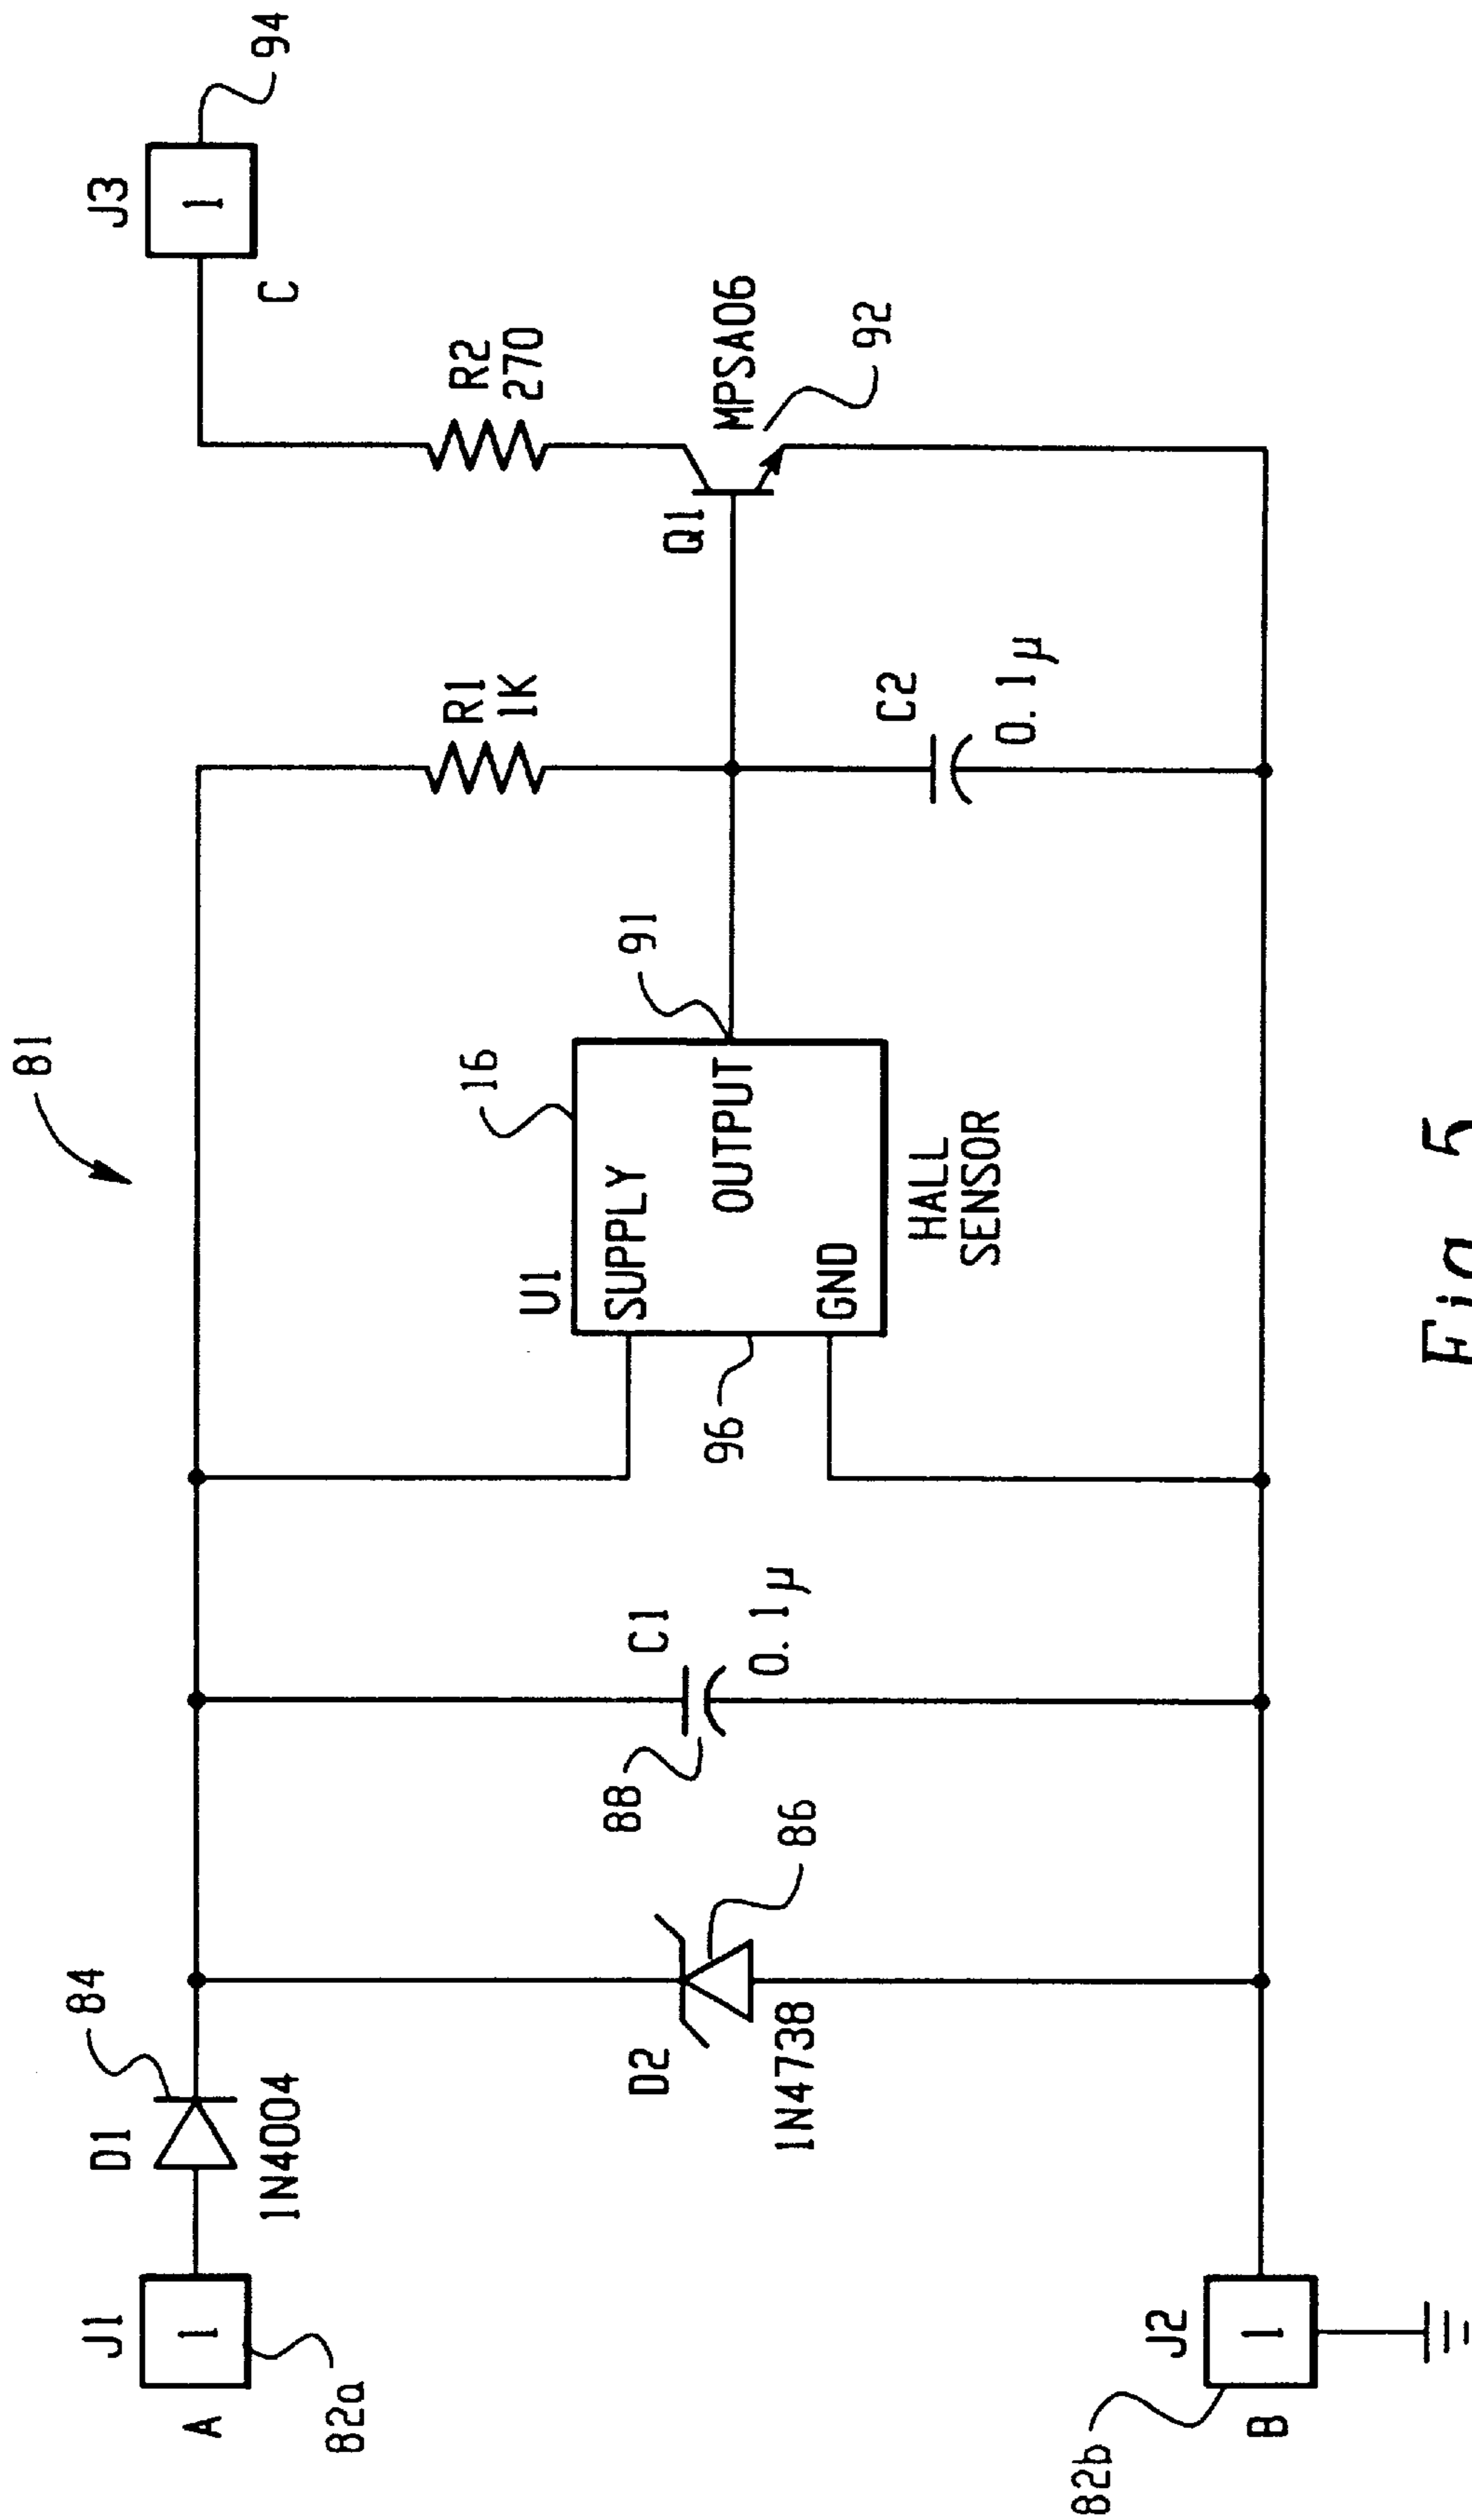 81
J1
1
A
82a
D1
84
1N4004
D2
86
1N4738
88
C1
0.1µ
U1
16
SUPPLY
OUTPUT
GND
91
96
HALL
SENSOR
R1
1K
C2
0.1µ
Q1
MPSA06
92
R2
270
J3
1
C
94
J2
1
B
82b
Fig. 5